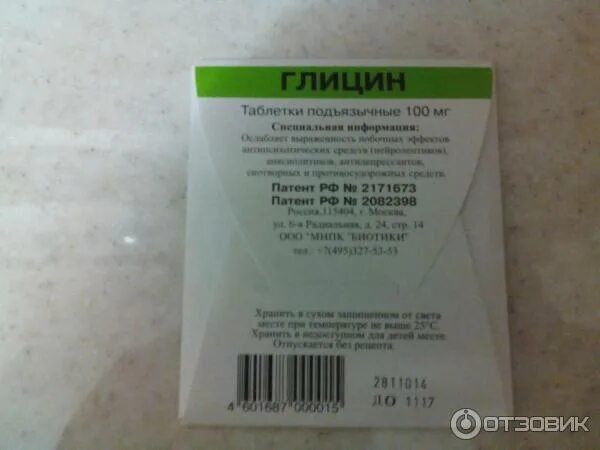 ГЛИЦИН
Таблетки подъязычные 100 мг
Специальная информация:
Ослабляет выраженность побочных эффектов
антипсихотических средств (нейролептиков),
анксиолитиков, антидепрессантов,
снотворных и противосудорожных средств.
Патент РФ № 2171673
Патент РФ № 2082398
Россия,115404, г. Москва,
ул. 6-я Радиальная, д. 24, стр. 14
ООО "МНПК "БИОТИКИ"
тел.: +7(495)327-53-53
Хранить в сухом защищенном от света
месте при температуре не выше 25°С.
Хранить в недоступном для детей месте
Отпускается без рецепта.
2811014
ДО 1117
4 601687 000015
ОТЗОВИК